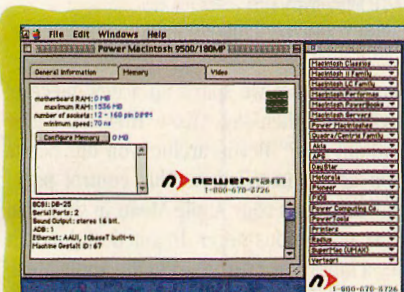 File Edit Windows Help
Power Macintosh 9500/180MP
General Information Memory Video
motherboard RAM: 0 MB
maximum RAM: 1536 MB
number of sockets: 12 - 168 pin DIMM
minimum speed: 70 ns
Configure Memory 0 MB
newerram
1-800-678-3726
SCSI: DB-25
Serial Ports: 2
Sound Output: stereo 16 bit.
ADB: 1
Ethernet: AAUI, 10baseT built-in
Machine Gestalt ID: 67
Macintosh Classics
Macintosh II Family
Macintosh LC Family
Macintosh Performas
Macintosh PowerBooks
Macintosh Servers
Power Macintoshes
Quadra/Centris Family
Akia
APS
DayStar
Motorola
Pioneer
PIOS
Power Computing Co.
PowerTools
Printers
Radius
SuperMac (UMAX)
Vertegri
1-800-678-3726